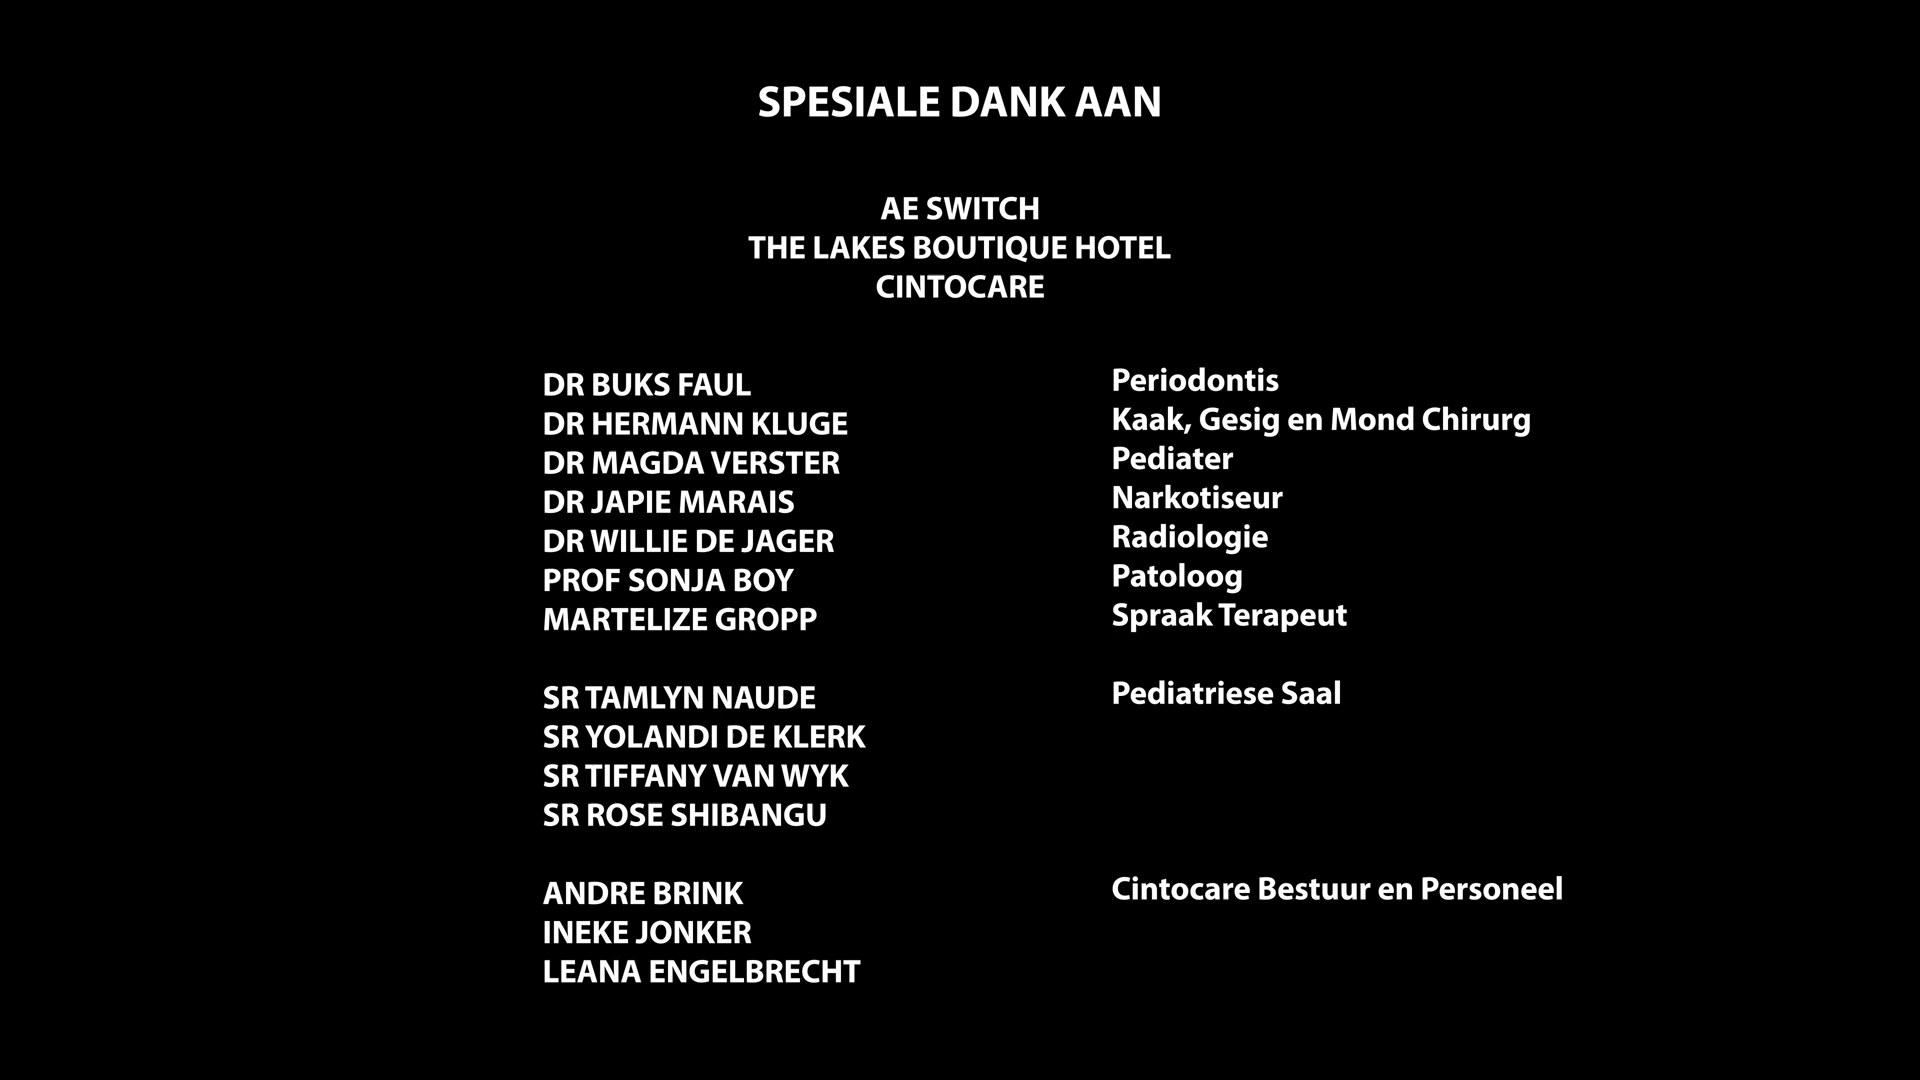 SPESIALE DANK AAN
AE SWITCH
THE LAKES BOUTIQUE HOTEL
CINTOCARE
DR BUKS FAUL Periodontis
DR HERMANN KLUGE Kaak, Gesig en Mond Chirurg
DR MAGDA VERSTER Pediater
DR JAPIE MARAIS Narkotiseur
DR WILLIE DE JAGER Radiologie
PROF SONJA BOY Patoloog
MARTELIZE GROPP Spraak Terapeut
SR TAMLYN NAUDE Pediatriese Saal
SR YOLANDI DE KLERK
SR TIFFANY VAN WYK
SR ROSE SHIBANGU
ANDRE BRINK Cintocare Bestuur en Personeel
INEKE JONKER
LEANA ENGELBRECHT